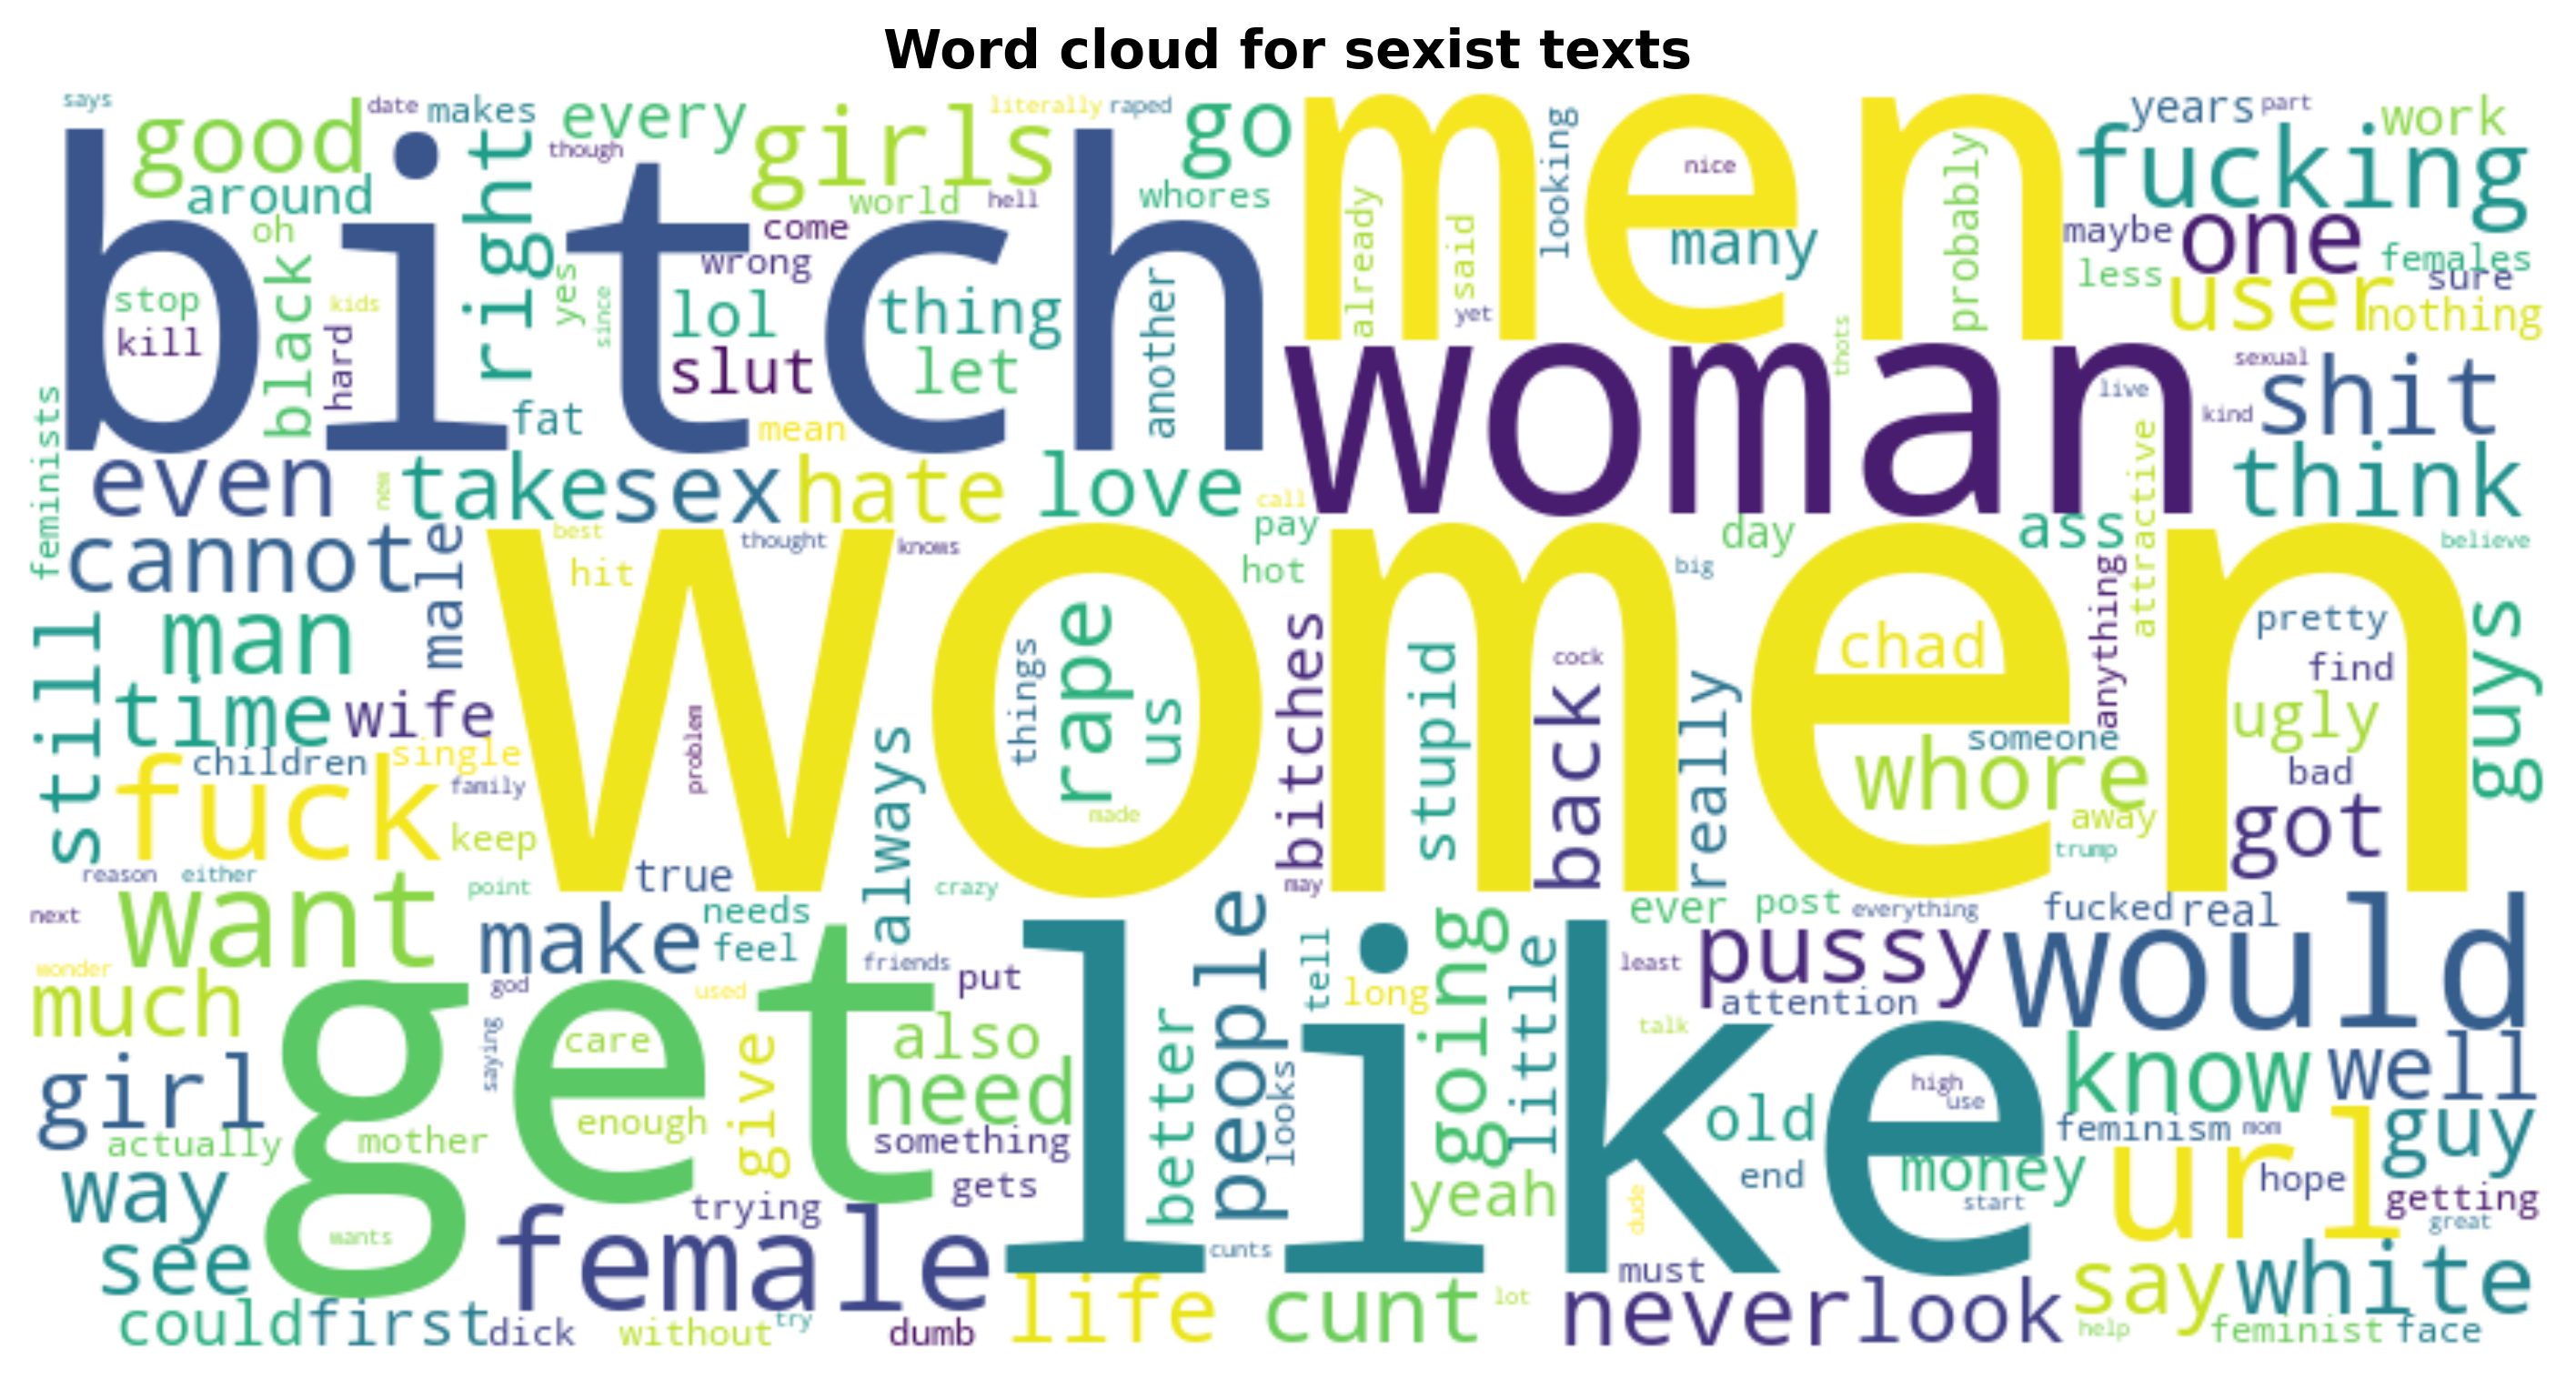 Word cloud for sexist texts
says
date
makes
every
literally
raped
men
years
part
work
good
right
though
girls
go
looking
nice
probably
fucking
around
world
hell
whores
already
said
many
maybe
one
females
bitch
oh
black
yes
come
wrong
another
less
sure
stop
kids
since
lol
thing
yet
user
nothing
kill
hard
slut
let
woman
thots
sexual
shit
feminists
fat
mean
live
kind
attractive
even
new
take
sex
hate
love
call
think
cannot
male
best
thought
knows
pay
day
ass
believe
hit
hot
big
anything
still
man
women
things
rape
us
bitches
stupid
cock
back
really
chad
pretty
find
guys
time
wife
problem
always
someone
ugly
children
single
whore
bad
fuck
family
made
away
got
keep
trump
reason
either
point
true
crazy
may
next
want
make
needs
feel
people
ever
post
everything
fucked
real
wonder
god
used
friends
put
tell
long
going
little
least
pussy
would
much
attention
get
saying
care
give
also
like
talk
girl
need
better
looks
old
high
use
know
well
actually
mother
enough
something
feminism
mom
guy
way
gets
yeah
end
money
url
hope
getting
trying
dude
start
great
see
wants
female
cunts
must
say
white
could
first
dick
without
try
dumb
life
cunt
lot
never
look
help
feminist
face